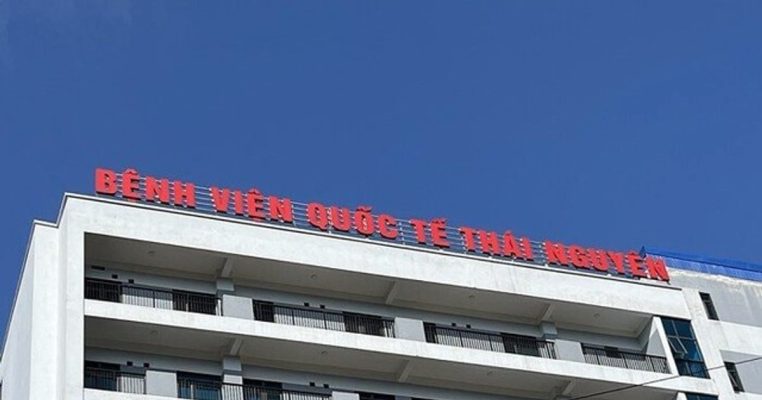 BỆNH VIỆN QUỐC TẾ THÁI NGUYÊN